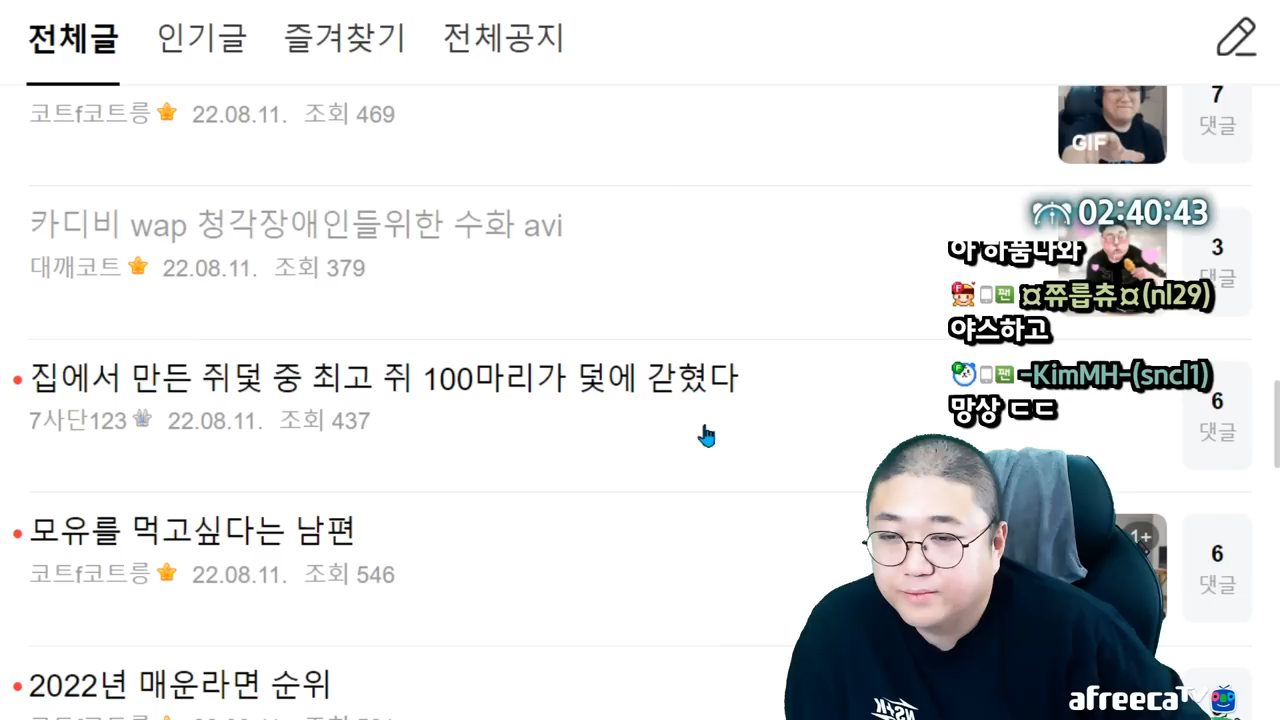 전체글 인기글 즐겨찾기 전체공지
코트f코트릉 22.08.11. 조회 469
GIF
7
댓글
카디비 wap 청각장애인들위한 수화 avi
대깨코트 22.08.11. 조회 379
3
댓글
02:40:43
아 하품나와
¤쮸릅츄¤(nl29)
야스하고
-KimMH-(sncl1)
망상 ㄷㄷ
집에서 만든 쥐덫 중 최고 쥐 100마리가 덫에 갇혔다
7사단123 22.08.11. 조회 437
6
댓글
모유를 먹고싶다는 남편
코트f코트릉 22.08.11. 조회 546
1+
6
댓글
2022년 매운라면 순위
afreecaTV